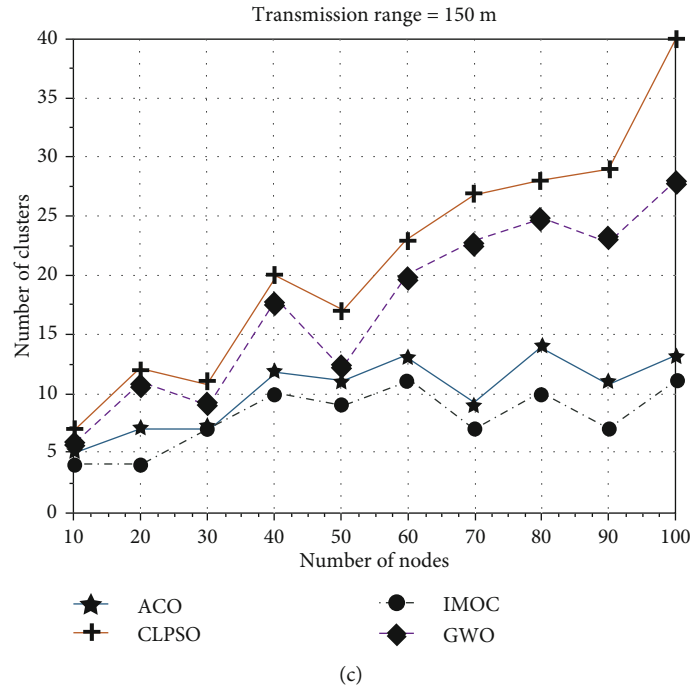 Transmission range = 150 m
40
35
30
25
20
15
10
5
0
Number of clusters
10 20 30 40 50 60 70 80 90 100
Number of nodes
ACO IMOC
CLPSO GWO
(c)